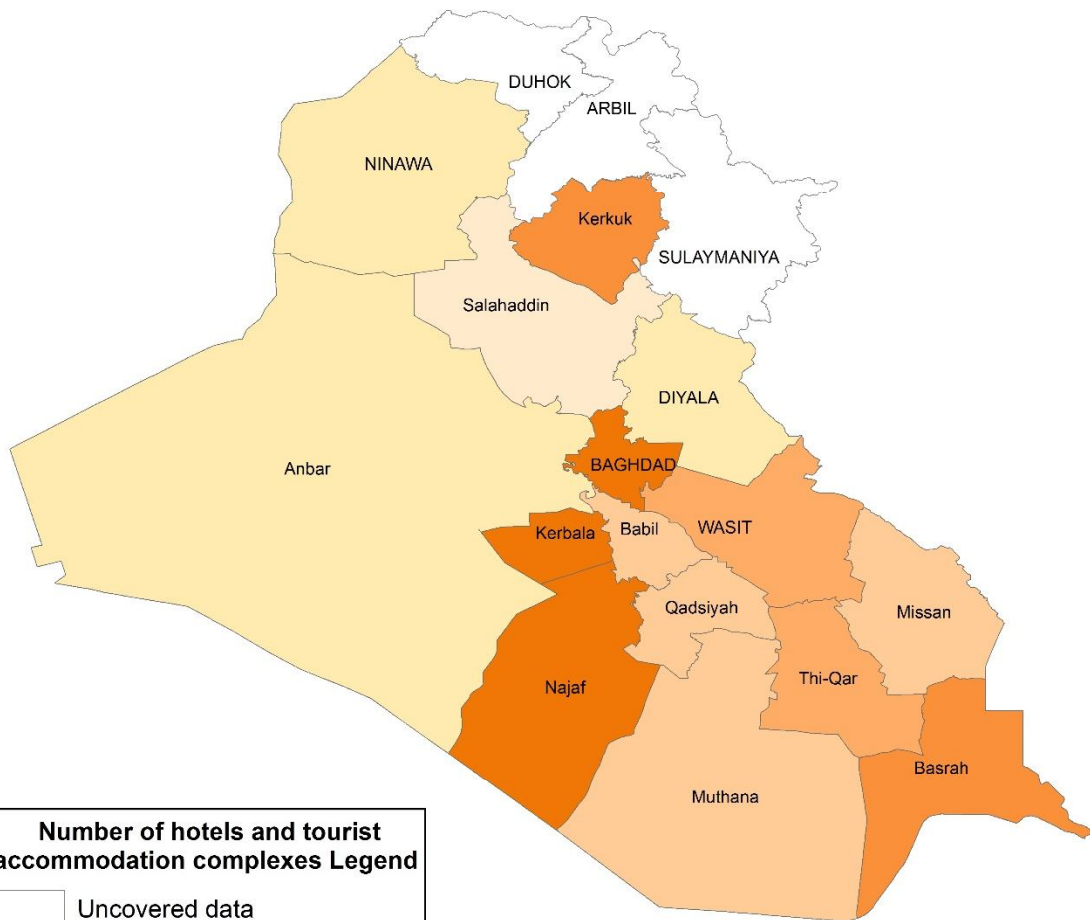 DUHOK
ARBIL
NINAWA
Kerkuk
SULAYMANIYA
Salahaddin
DIYALA
Anbar
BAGHDAD
Kerbala
Babil
WASIT
Qadsiyah
Missan
Najaf
Thi-Qar
Basrah
Muthana
Number of hotels and tourist
accommodation complexes Legend
Uncovered data